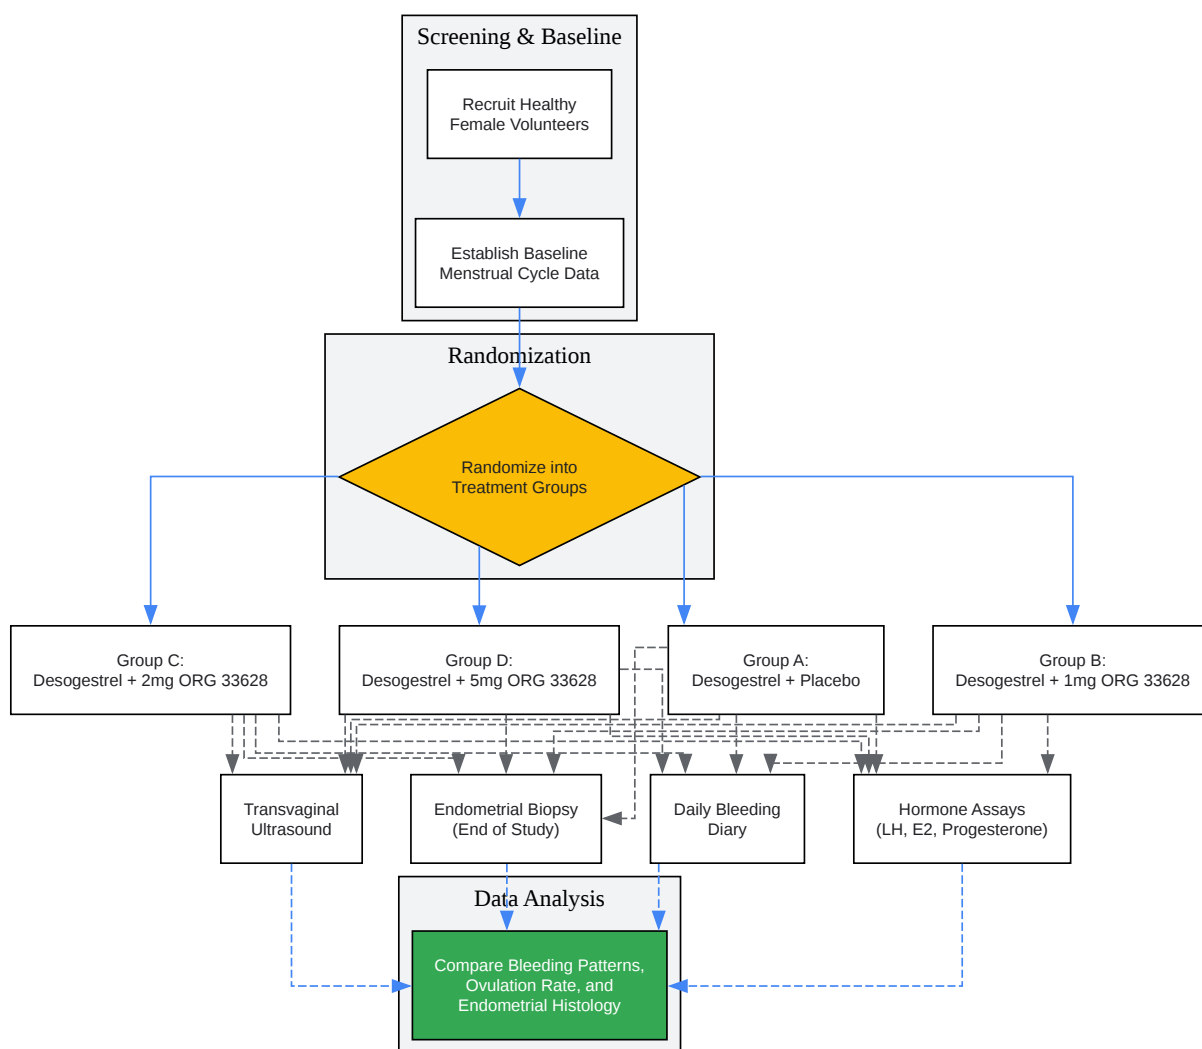 Screening & Baseline
Recruit Healthy
Female Volunteers
Establish Baseline
Menstrual Cycle Data
Randomization
Randomize into
Treatment Groups
Group C:
Desogestrel + 2mg ORG 33628
Group D:
Desogestrel + 5mg ORG 33628
Group A:
Desogestrel + Placebo
Group B:
Desogestrel + 1mg ORG 33628
Transvaginal
Ultrasound
Endometrial Biopsy
(End of Study)
Daily Bleeding
Diary
Hormone Assays
(LH, E2, Progesterone)
Data Analysis
Compare Bleeding Patterns,
Ovulation Rate, and
Endometrial Histology